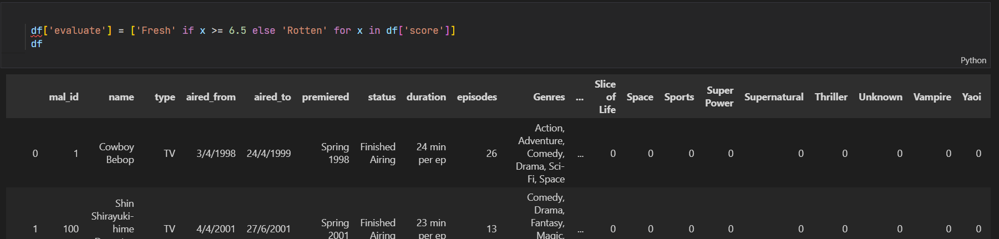 df['evaluate'] = ['Fresh' if x >= 6.5 else 'Rotten' for x in df['score']]
df
Python
mal_id name type aired_from aired_to premiered status duration episodes Genres ... Slice of Life Space Sports Super Power Supernatural Thriller Unknown Vampire Yaoi
0 1 Cowboy Bebop TV 3/4/1998 24/4/1999 Spring 1998 Finished Airing 24 min per ep 26 Action, Adventure, Comedy, Drama, Sci-Fi, Space ... 0 0 0 0 0 0 0 0 0
1 100 Shin Shirayuki-hime TV 4/4/2001 27/6/2001 Spring 2001 Finished Airing 23 min per ep 13 Comedy, Drama, Fantasy, Magic, ... 0 0 0 0 0 0 0 0 0